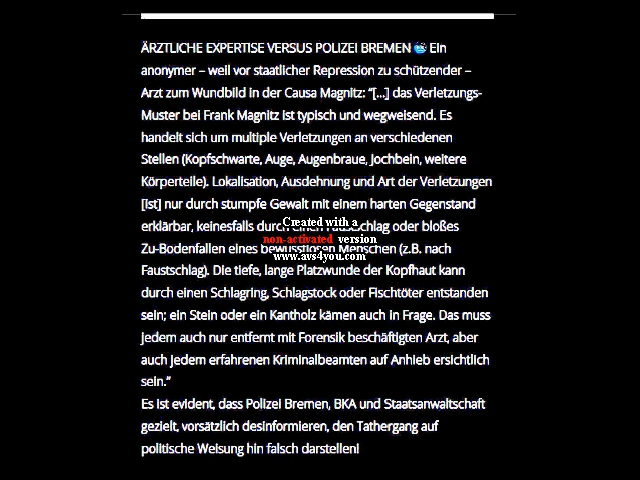 ÄRZTLICHE EXPERTISE VERSUS POLIZEI BREMEN Ein
anonymer – weil vor staatlicher Repression zu schützender –
Arzt zum Wundbild in der Causa Magnitz: “[...] das Verletzungs-
Muster bei Frank Magnitz ist typisch und wegweisend. Es
handelt sich um multiple Verletzungen an verschiedenen
Stellen (Kopfschwarte, Auge, Augenbraue, Jochbein, weitere
Körperteile). Lokalisation, Ausdehnung und Art der Verletzungen
[ist] nur durch stumpfe Gewalt mit einem harten Gegenstand
erklärbar, keinesfalls durch einen Faustschlag oder bloßes
Created with a
non-activated version
Zu-Bodenfallen eines bewusstlosen Menschen (z.B. nach
www.avs4you.com
Faustschlag). Die tiefe, lange Platzwunde der Kopfhaut kann
durch einen Schlagring, Schlagstock oder Fischtöter entstanden
sein; ein Stein oder ein Kantholz kämen auch in Frage. Das muss
jedem auch nur entfernt mit Forensik beschäftigten Arzt, aber
auch jedem erfahrenen Kriminalbeamten auf Anhieb ersichtlich
sein.”
Es ist evident, dass Polizei Bremen, BKA und Staatsanwaltschaft
gezielt, vorsätzlich desinformieren, den Tathergang auf
politische Weisung hin falsch darstellen!